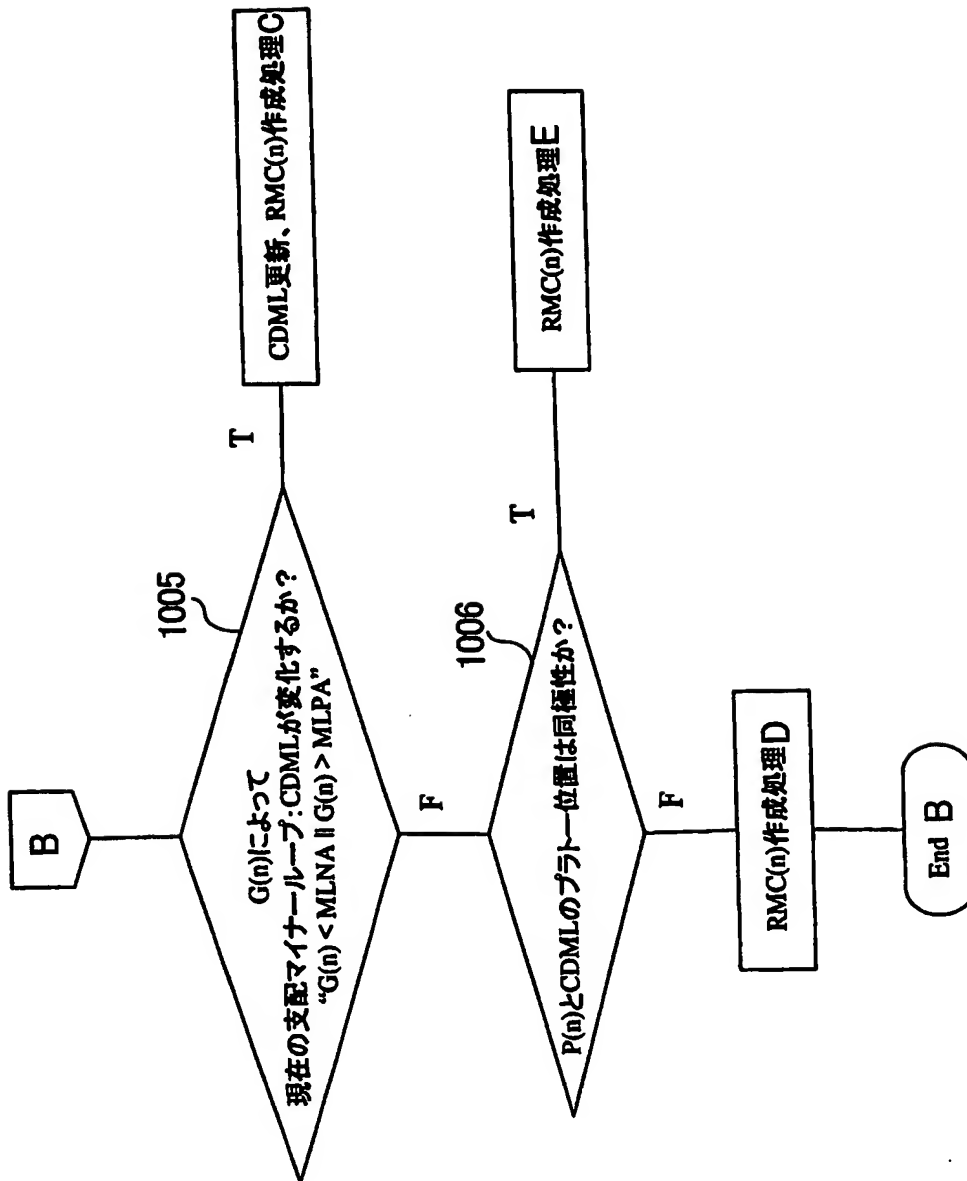 B
1005
G(n)によって
現在の支配マイナーループ:CDMLが変化するか?
“G(n) < MLNA || G(n) > MLPA”
T
CDML更新、RMC(n)作成処理C
F
1006
P(n)とCDMLのプラトー位置は同極性か?
T
RMC(n)作成処理E
F
RMC(n)作成処理D
End B